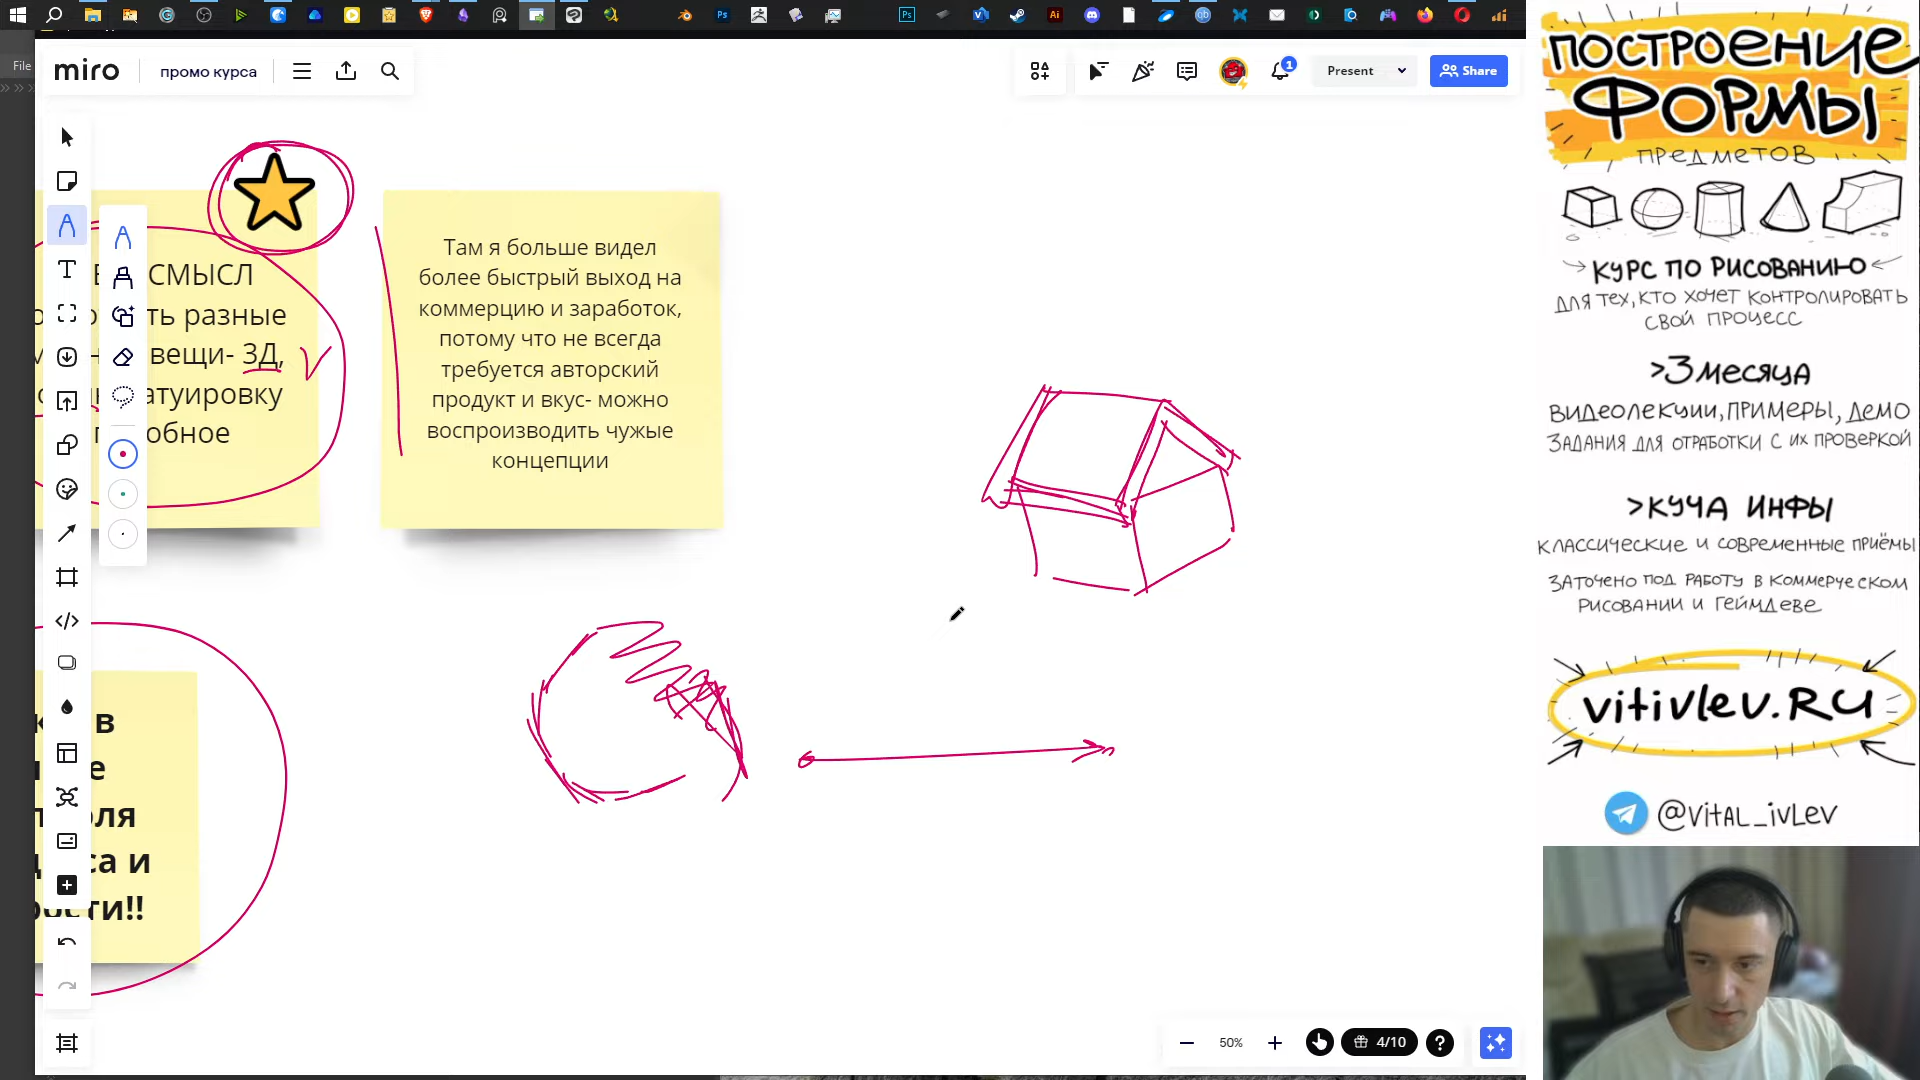 File
miro
промо курса
Present
1
Share
СМЫСЛ
ть разные
вещи- 3Д,
атуировку
обное
Там я больше видел
более быстрый выход на
коммерцию и заработок,
потому что не всегда
требуется авторский
продукт и вкус- можно
воспроизводить чужые
концепции
в
е
са и
сти!!
50%
4/10
ПОСТРОЕНИЕ
ФОРМЫ
ПРЕДМЕТОВ
КУРС ПО РИСОВАНИЮ
ДЛЯ ТЕХ, КТО ХОЧЕТ КОНТРОЛИРОВАТЬ
СВОЙ ПРОЦЕСС
>3 месяца
ВИДЕОЛЕКЦИИ, ПРИМЕРЫ, ДЕМО
ЗАДАНИЯ ДЛЯ ОТРАБОТКИ С ИХ ПРОВЕРКОЙ
>КУЧА ИНФЫ
КЛАССИЧЕСКИЕ И СОВРЕМЕННЫЕ ПРИЁМЫ
ЗАТОЧЕНО ПОД РАБОТУ В КОММЕРЧЕСКОМ
РИСОВАНИИ И ГЕЙМДЕВЕ
vitivlev.RU
@VITAL_IVLEV